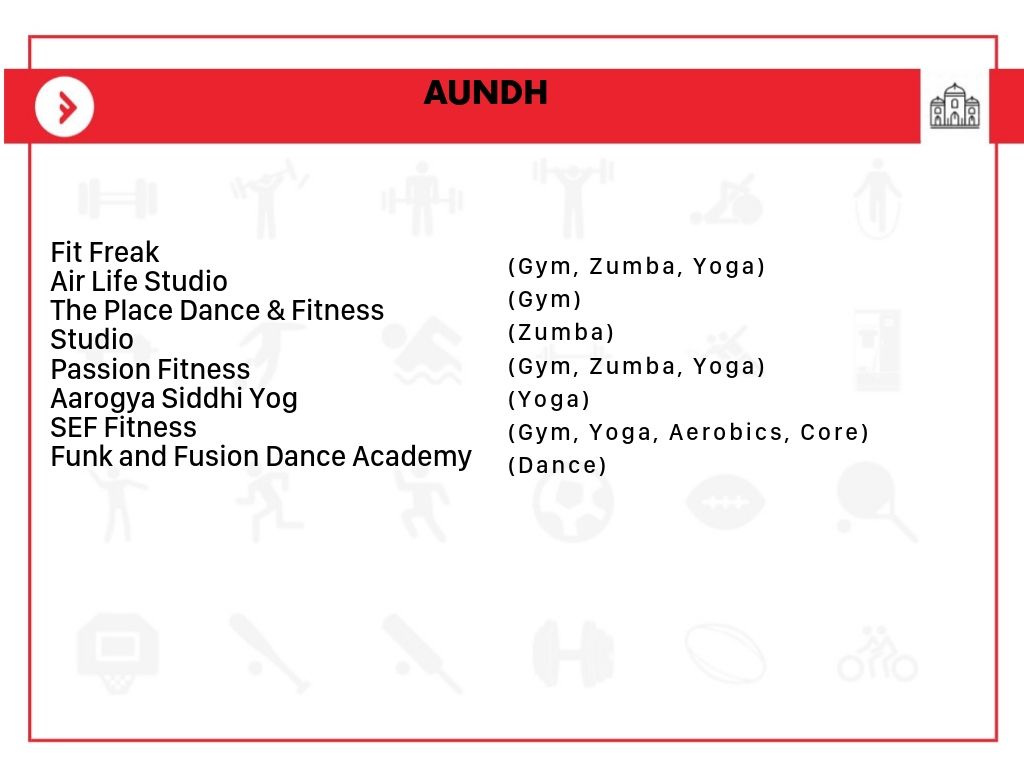 AUNDH
Fit Freak
Air Life Studio
The Place Dance & Fitness
Studio
Passion Fitness
Aarogya Siddhi Yog
SEF Fitness
Funk and Fusion Dance Academy
(Gym, Zumba, Yoga)
(Gym)
(Zumba)
(Gym, Zumba, Yoga)
(Yoga)
(Gym, Yoga, Aerobics, Core)
(Dance)